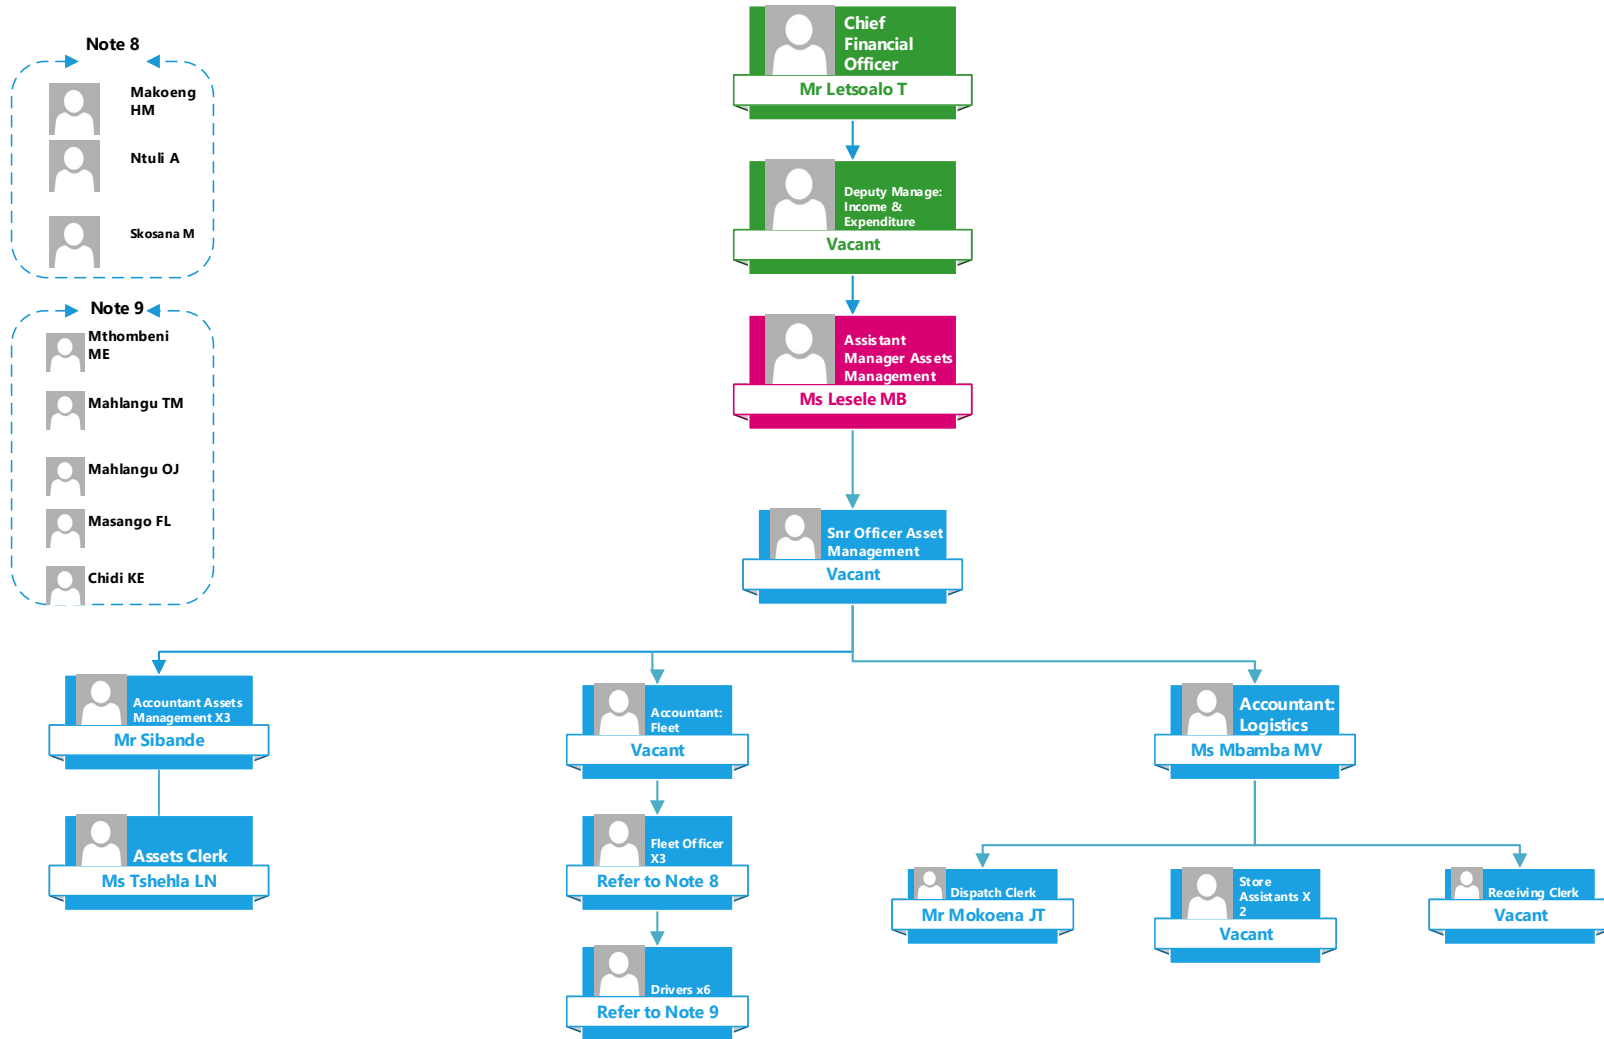 Note 8
Makoeng
HM
Ntuli A
Skosana M
Note 9
Mthombeni
ME
Mahlangu TM
Mahlangu OJ
Masango FL
Chidi KE
Chief
Financial
Officer
Mr Letsoalo T
Deputy Manage:
Income &
Expenditure
Vacant
Assistant
Manager Assets
Management
Ms Lesele MB
Snr Officer Asset
Management
Vacant
Accountant Assets
Management X3
Mr Sibande
Assets Clerk
Ms Tshehla LN
Accountant:
Fleet
Vacant
Fleet Officer
X3
Refer to Note 8
Drivers x6
Refer to Note 9
Accountant:
Logistics
Ms Mbamba MV
Dispatch Clerk
Mr Mokoena JT
Store
Assistants X
2
Vacant
Receiving Clerk
Vacant